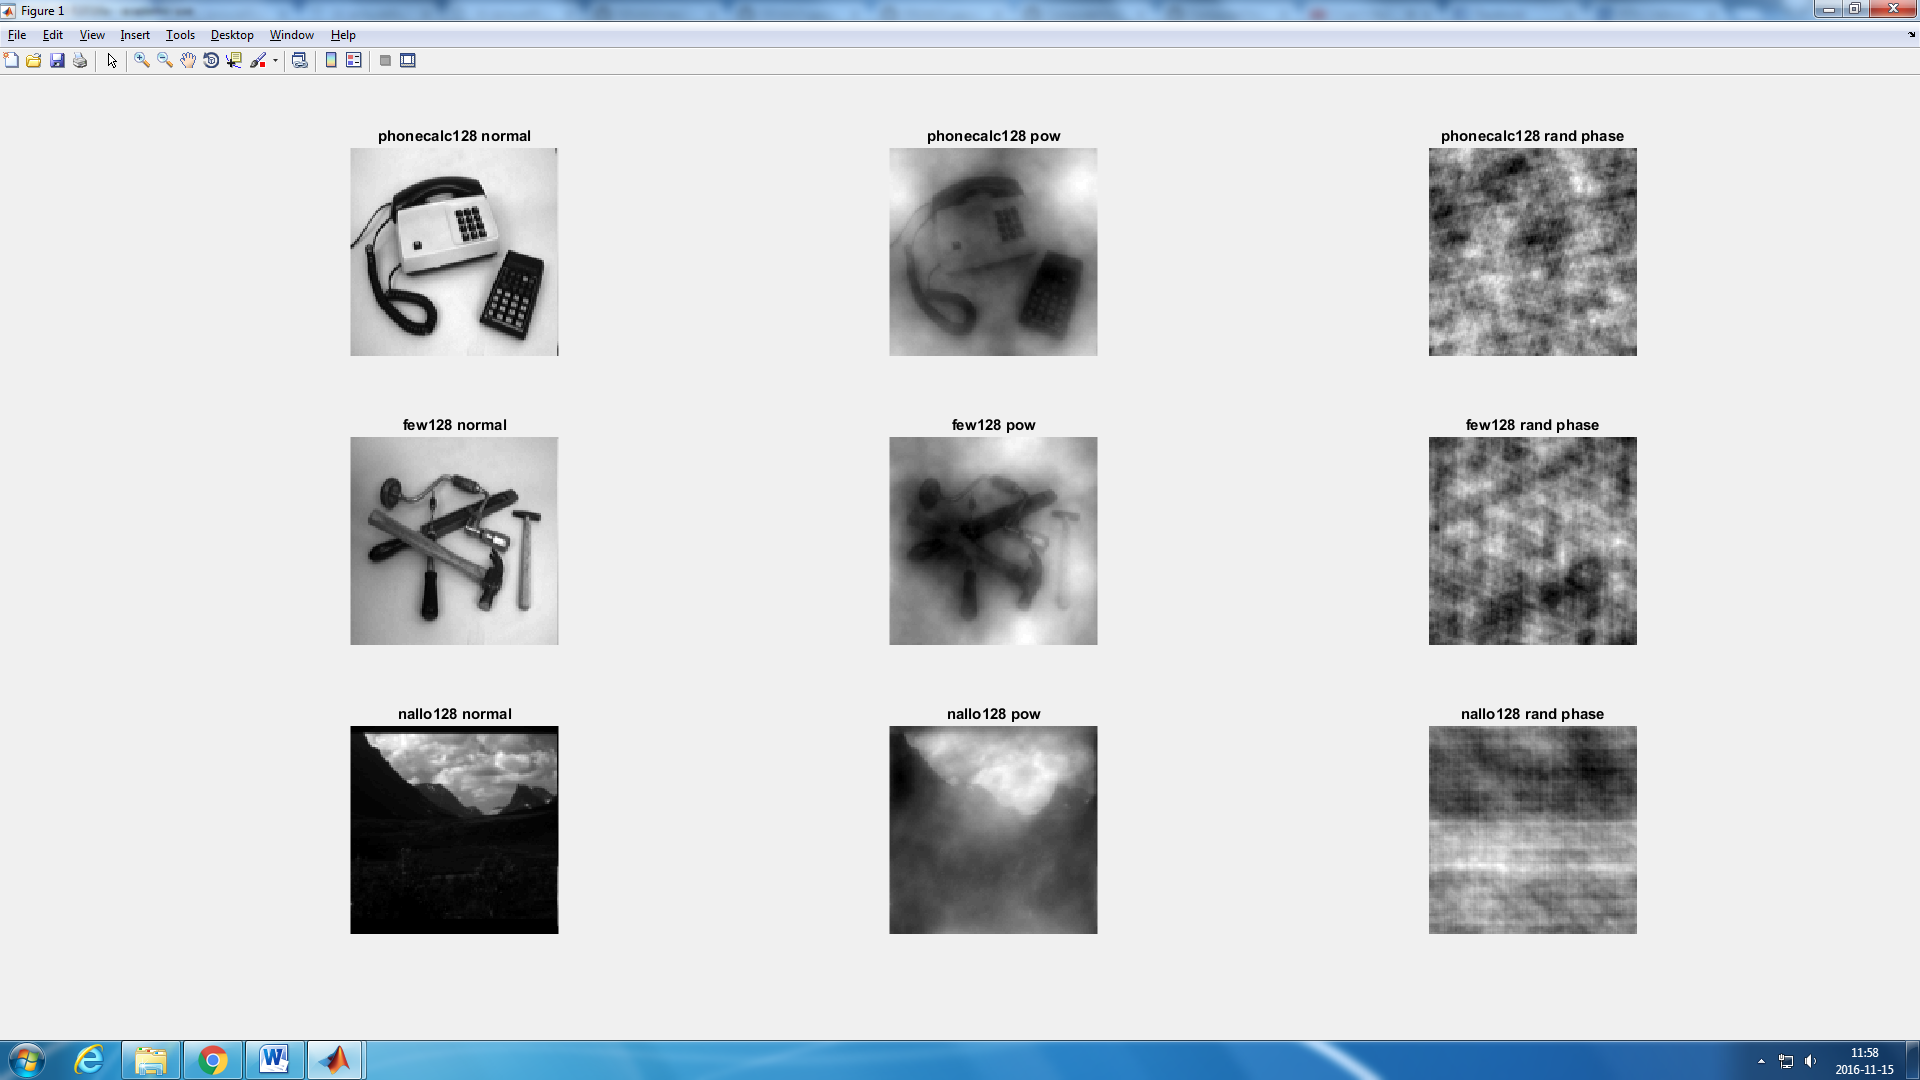 Figure 1
File Edit View Insert Tools Desktop Window Help
phonecalc128 normal
phonecalc128 pow
phonecalc128 rand phase
few128 normal
few128 pow
few128 rand phase
nallo128 normal
nallo128 pow
nallo128 rand phase
11:58
2016-11-15